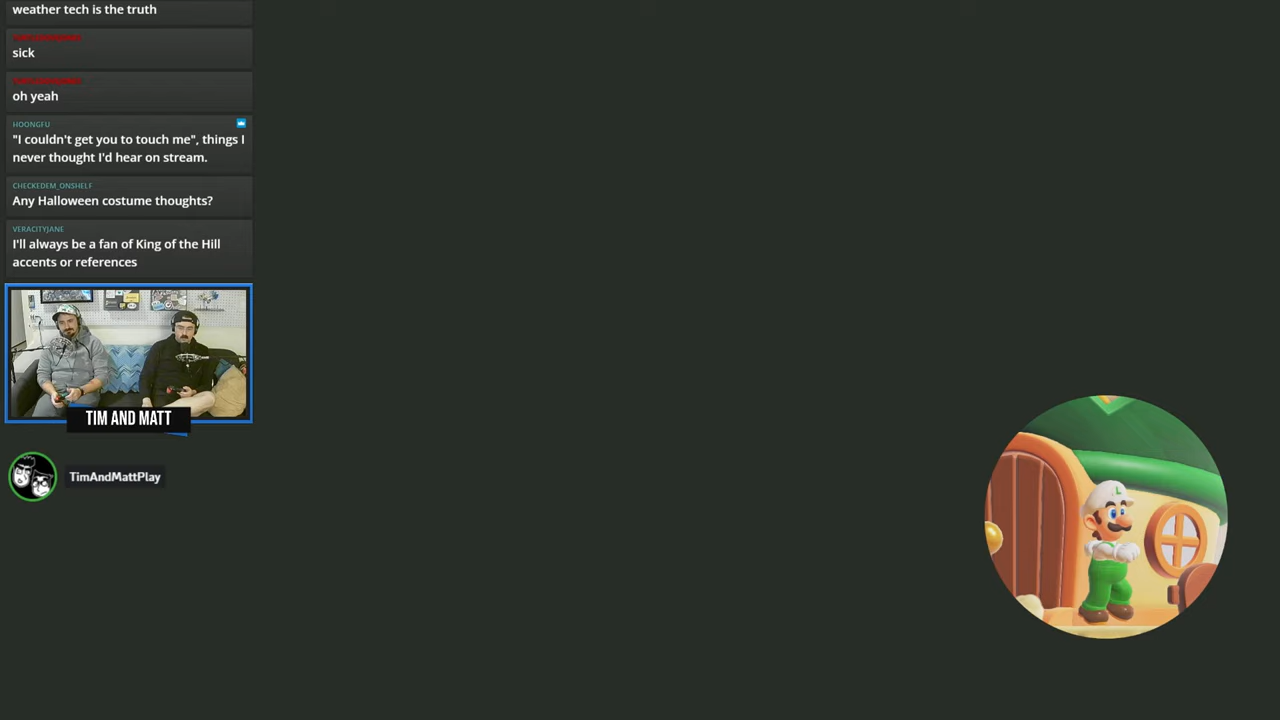 weather tech is the truth
sick
oh yeah
HOONGFU
"I couldn't get you to touch me", things I
never thought I'd hear on stream.
CHECKEDEM_ONSHELF
Any Halloween costume thoughts?
VERACITYJANE
I'll always be a fan of King of the Hill
accents or references
TIM AND MATT
TimAndMattPlay
L